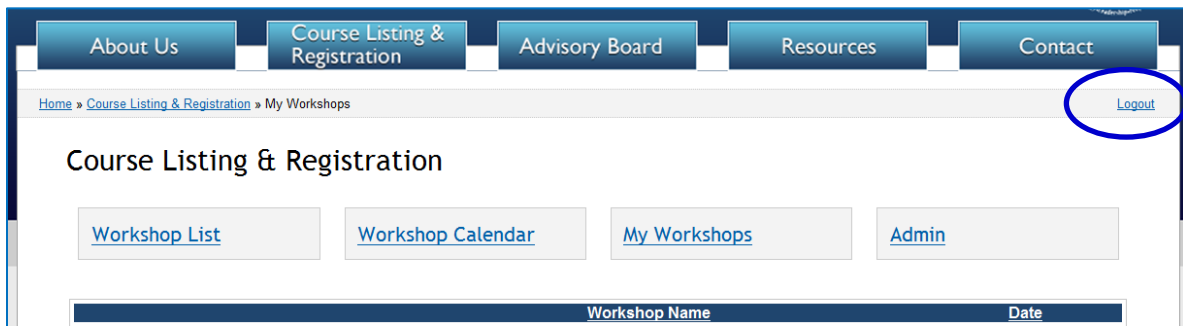 About Us
Course Listing &
Registration
Advisory Board
Resources
Contact
Home » Course Listing & Registration » My Workshops
Logout
Course Listing & Registration
Workshop List
Workshop Calendar
My Workshops
Admin
Workshop Name
Date